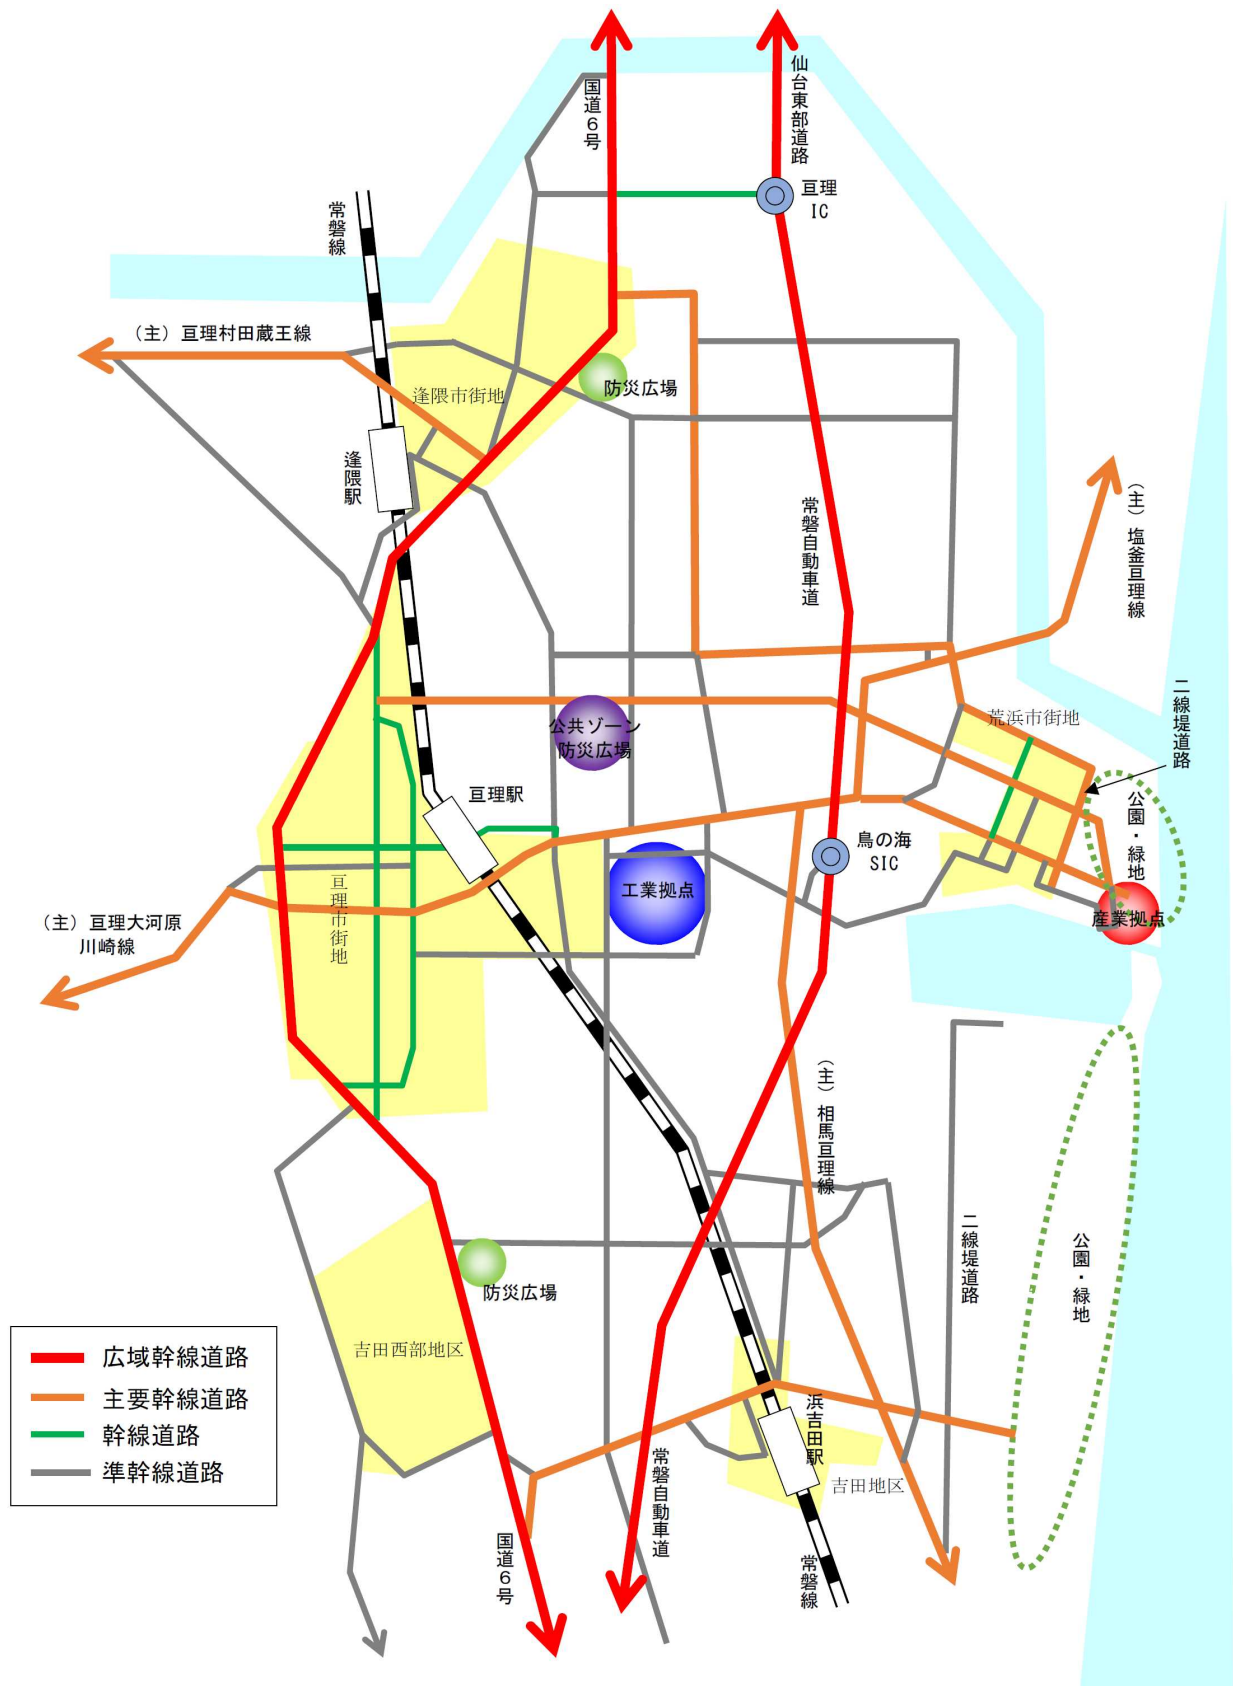 国道６号
仙台東部道路
亘理
IC
常磐線
（主）亘理村田蔵王線
防災広場
逢隈市街地
逢隈駅
常磐自動車道
（主）塩釜亘理線
二線堤道路
荒浜市街地
公共ゾーン
防災広場
亘理駅
公園・緑地
鳥の海
SIC
工業拠点
亘理市街地
産業拠点
（主）亘理大河原
川崎線
（主）相馬亘理線
二線堤道路
公園・緑地
防災広場
吉田西部地区
浜吉田駅
吉田地区
常磐自動車道
国道６号
常磐線
広域幹線道路
主要幹線道路
幹線道路
準幹線道路